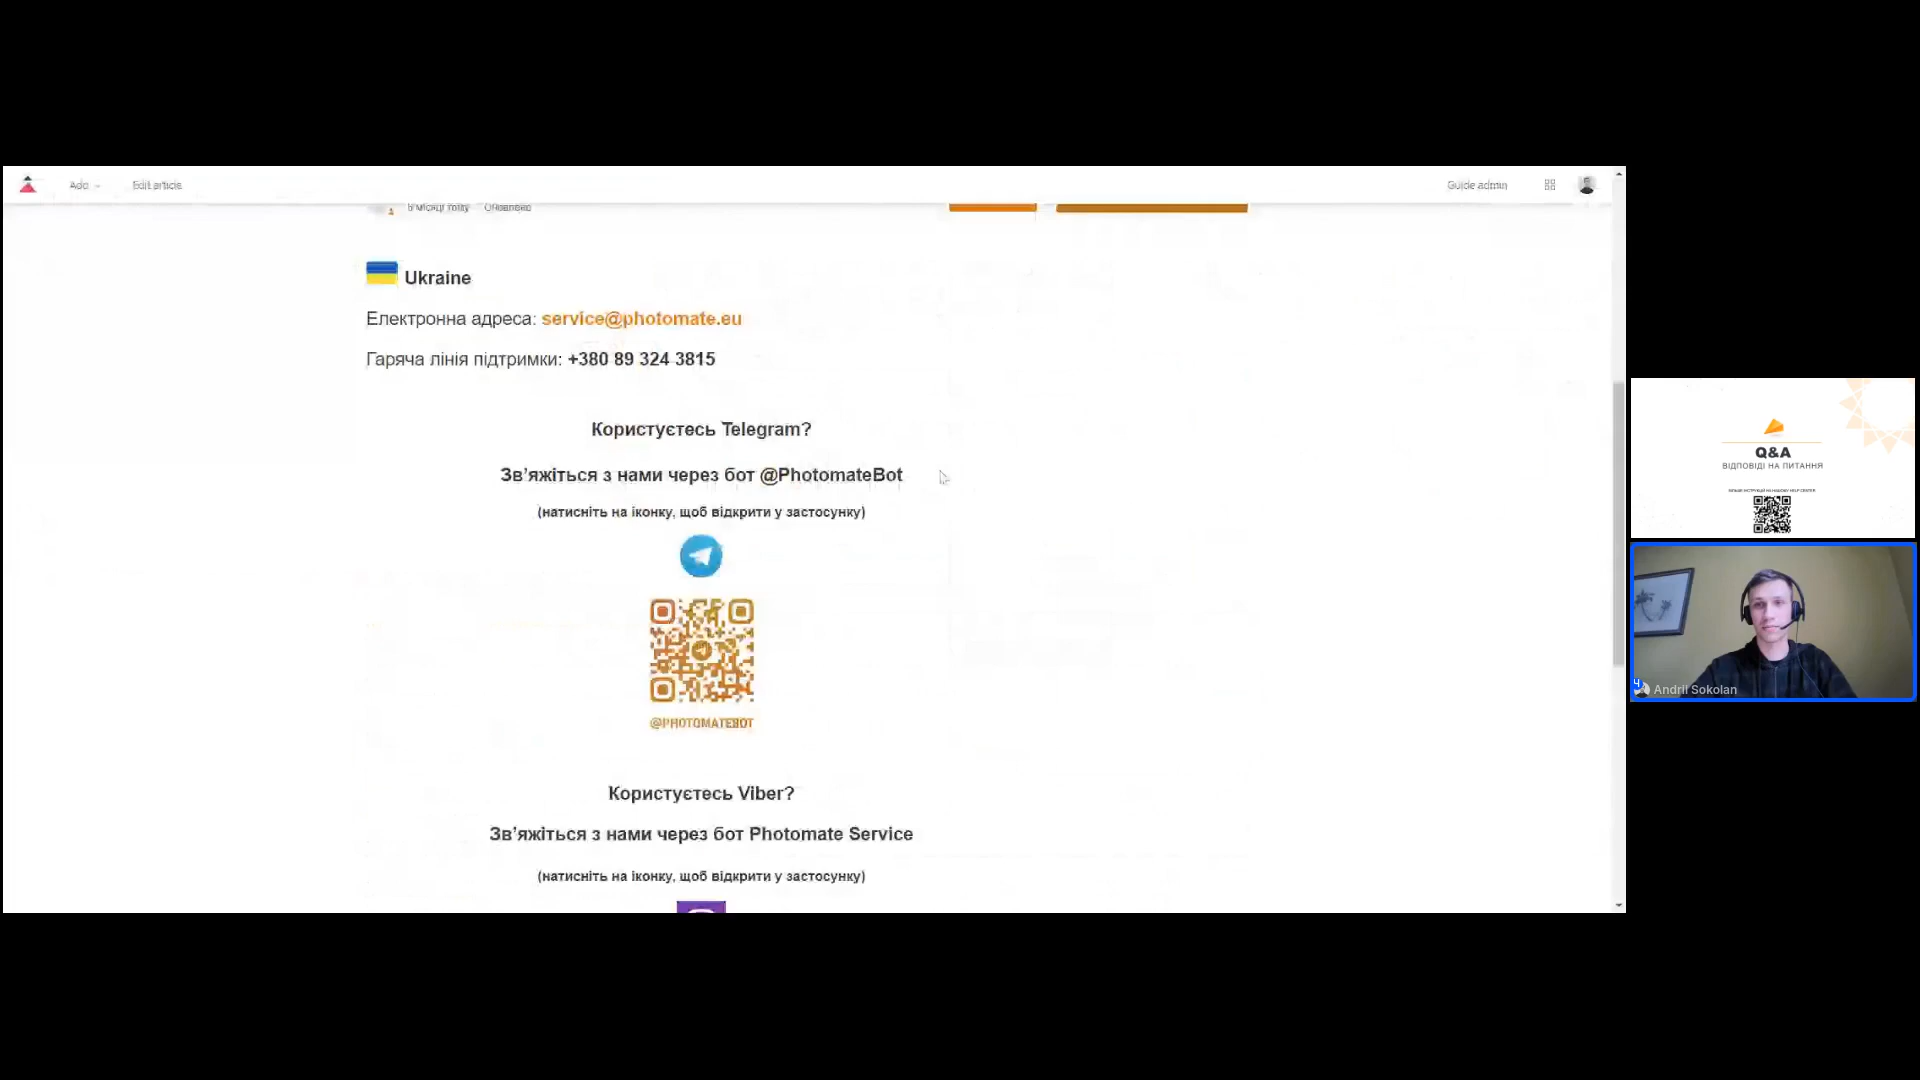 Add
Edit article
Guide admin
Ukraine
Електронна адреса: service@photomate.eu
Гаряча лінія підтримки: +380 89 324 3815
Користуєтесь Telegram?
Зв’яжіться з нами через бот @PhotomateBot
(натисніть на іконку, щоб відкрити у застосунку)
@PHOTOMATEBOT
Користуєтесь Viber?
Зв’яжіться з нами через бот Photomate Service
(натисніть на іконку, щоб відкрити у застосунку)
Q&A
ВІДПОВІДІ НА ПИТАННЯ
Andrii Sokolan